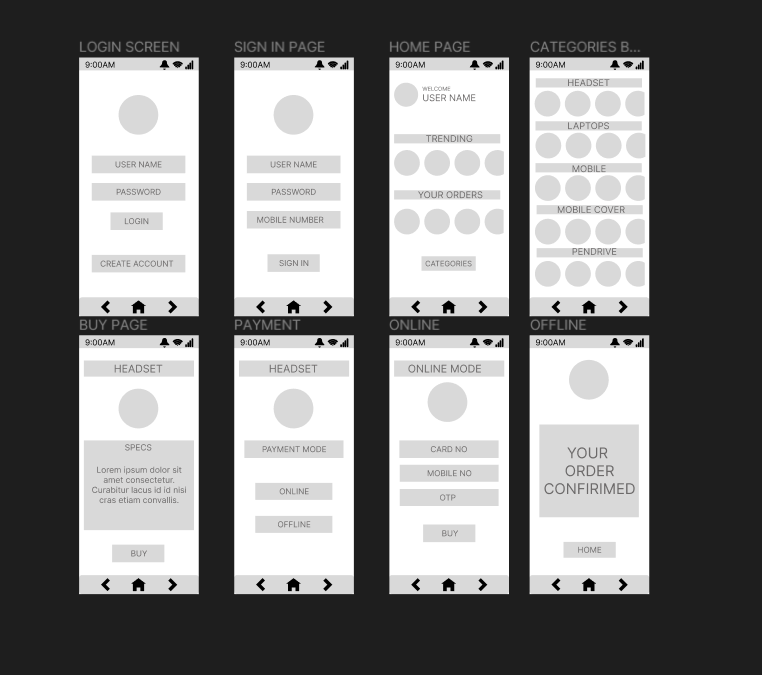 LOGIN SCREEN
9:00AM
USER NAME
PASSWORD
LOGIN
CREATE ACCOUNT
SIGN IN PAGE
9:00AM
USER NAME
PASSWORD
MOBILE NUMBER
SIGN IN
HOME PAGE
9:00AM
WELCOME
USER NAME
TRENDING
YOUR ORDERS
CATEGORIES
CATEGORIES B...
9:00AM
HEADSET
LAPTOPS
MOBILE
MOBILE COVER
PENDRIVE
BUY PAGE
9:00AM
HEADSET
SPECS
Lorem ipsum dolor sit
amet consectetur.
Curabitur lacus id id nisi
cras etiam convallis.
BUY
PAYMENT
9:00AM
HEADSET
PAYMENT MODE
ONLINE
OFFLINE
ONLINE
9:00AM
ONLINE MODE
CARD NO
MOBILE NO
OTP
BUY
OFFLINE
9:00AM
YOUR
ORDER
CONFIRIMED
HOME